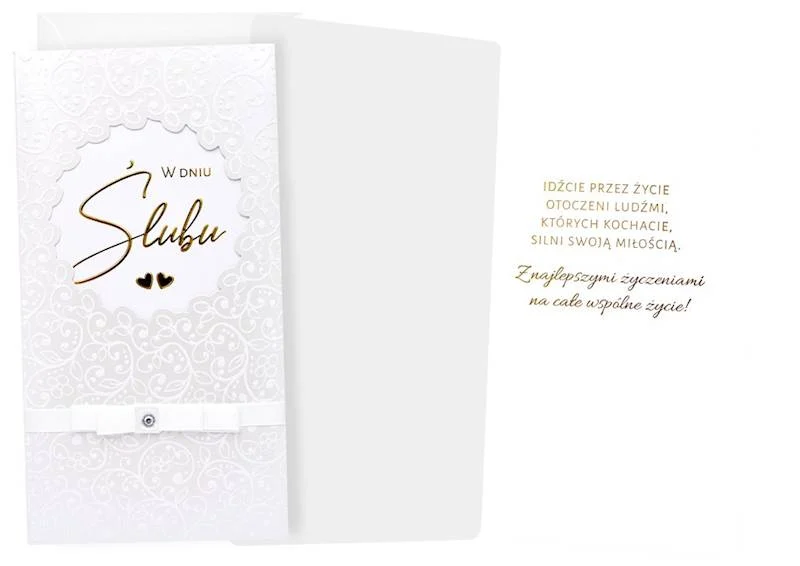 W DNIU
Ślubu
IDŹCIE PRZEZ ŻYCIE
OTOCZENI LUDŹMI,
KTÓRYCH KOCHACIE,
SILNI SWOJĄ MIŁOŚCIĄ.
Z najlepszymi życzeniami
na całe wspólne życie!